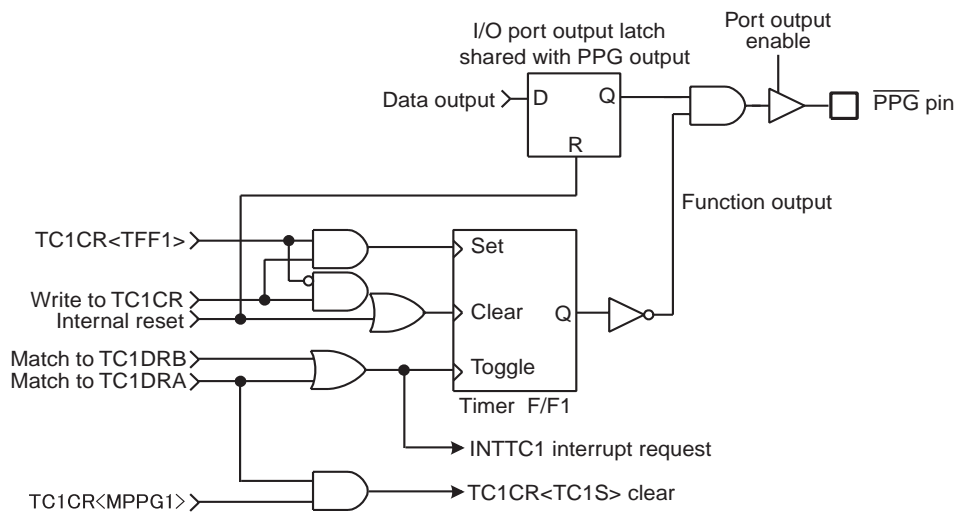 I/O port output latch
shared with PPG output
Port output
enable
Data output
D
Q
R
PPG pin
Function output
TC1CR<TFF1>
Set
Write to TC1CR
Internal reset
Clear
Q
Match to TC1DRB
Match to TC1DRA
Toggle
Timer F/F1
INTTC1 interrupt request
TC1CR<TC1S> clear
TC1CR<MPPG1>